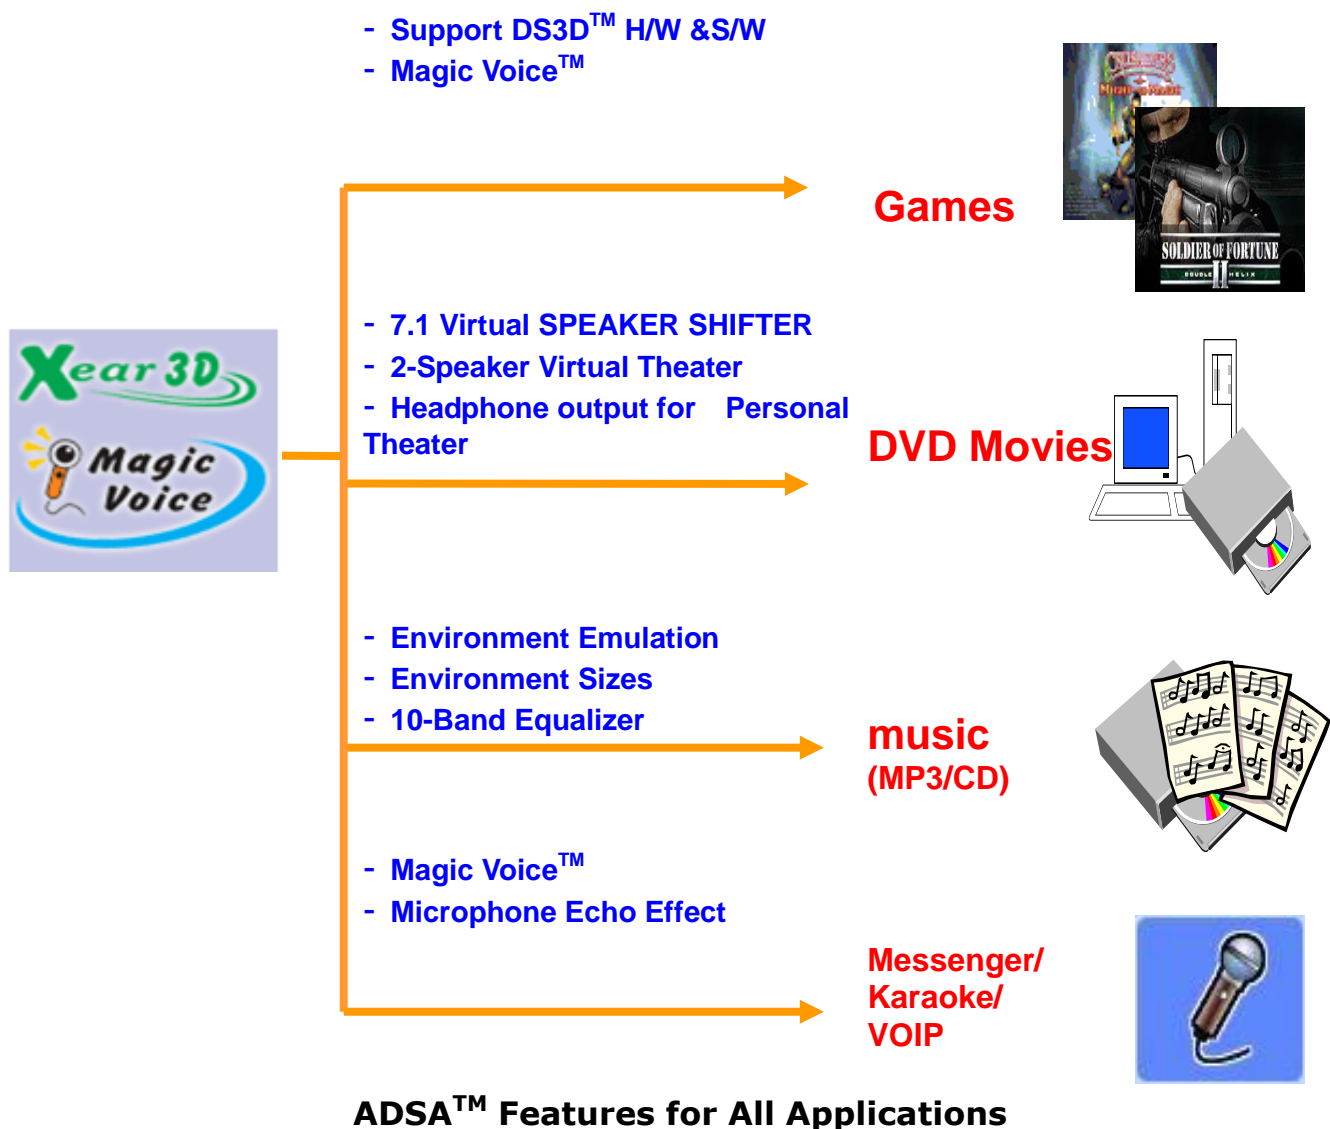 - Support DS3D™ H/W &S/W
- Magic Voice™
Games
SOLDIER OF FORTUNE
II
DOUBLE HELIX
Xear 3D
Magic
Voice
- 7.1 Virtual SPEAKER SHIFTER
- 2-Speaker Virtual Theater
- Headphone output for Personal
Theater
DVD Movies
- Environment Emulation
- Environment Sizes
- 10-Band Equalizer
music
(MP3/CD)
- Magic Voice™
- Microphone Echo Effect
Messenger/
Karaoke/
VOIP
ADSA™ Features for All Applications